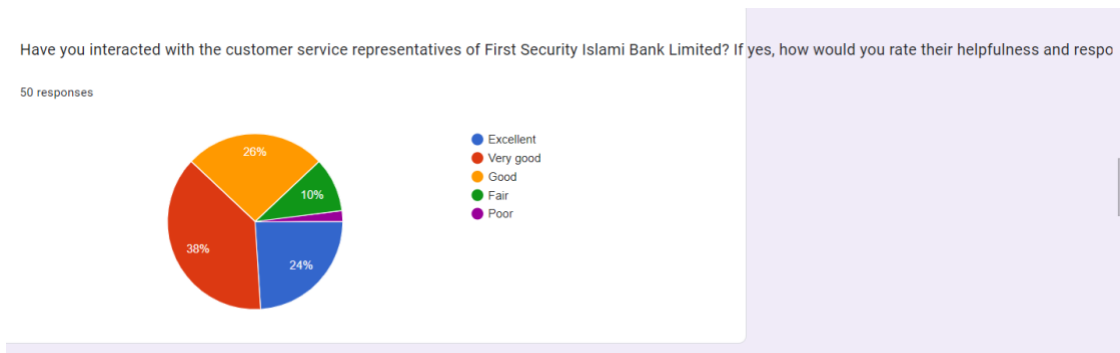 Have you interacted with the customer service representatives of First Security Islami Bank Limited? If yes, how would you rate their helpfulness and respo
50 responses
26%
10%
38%
24%
Excellent
Very good
Good
Fair
Poor